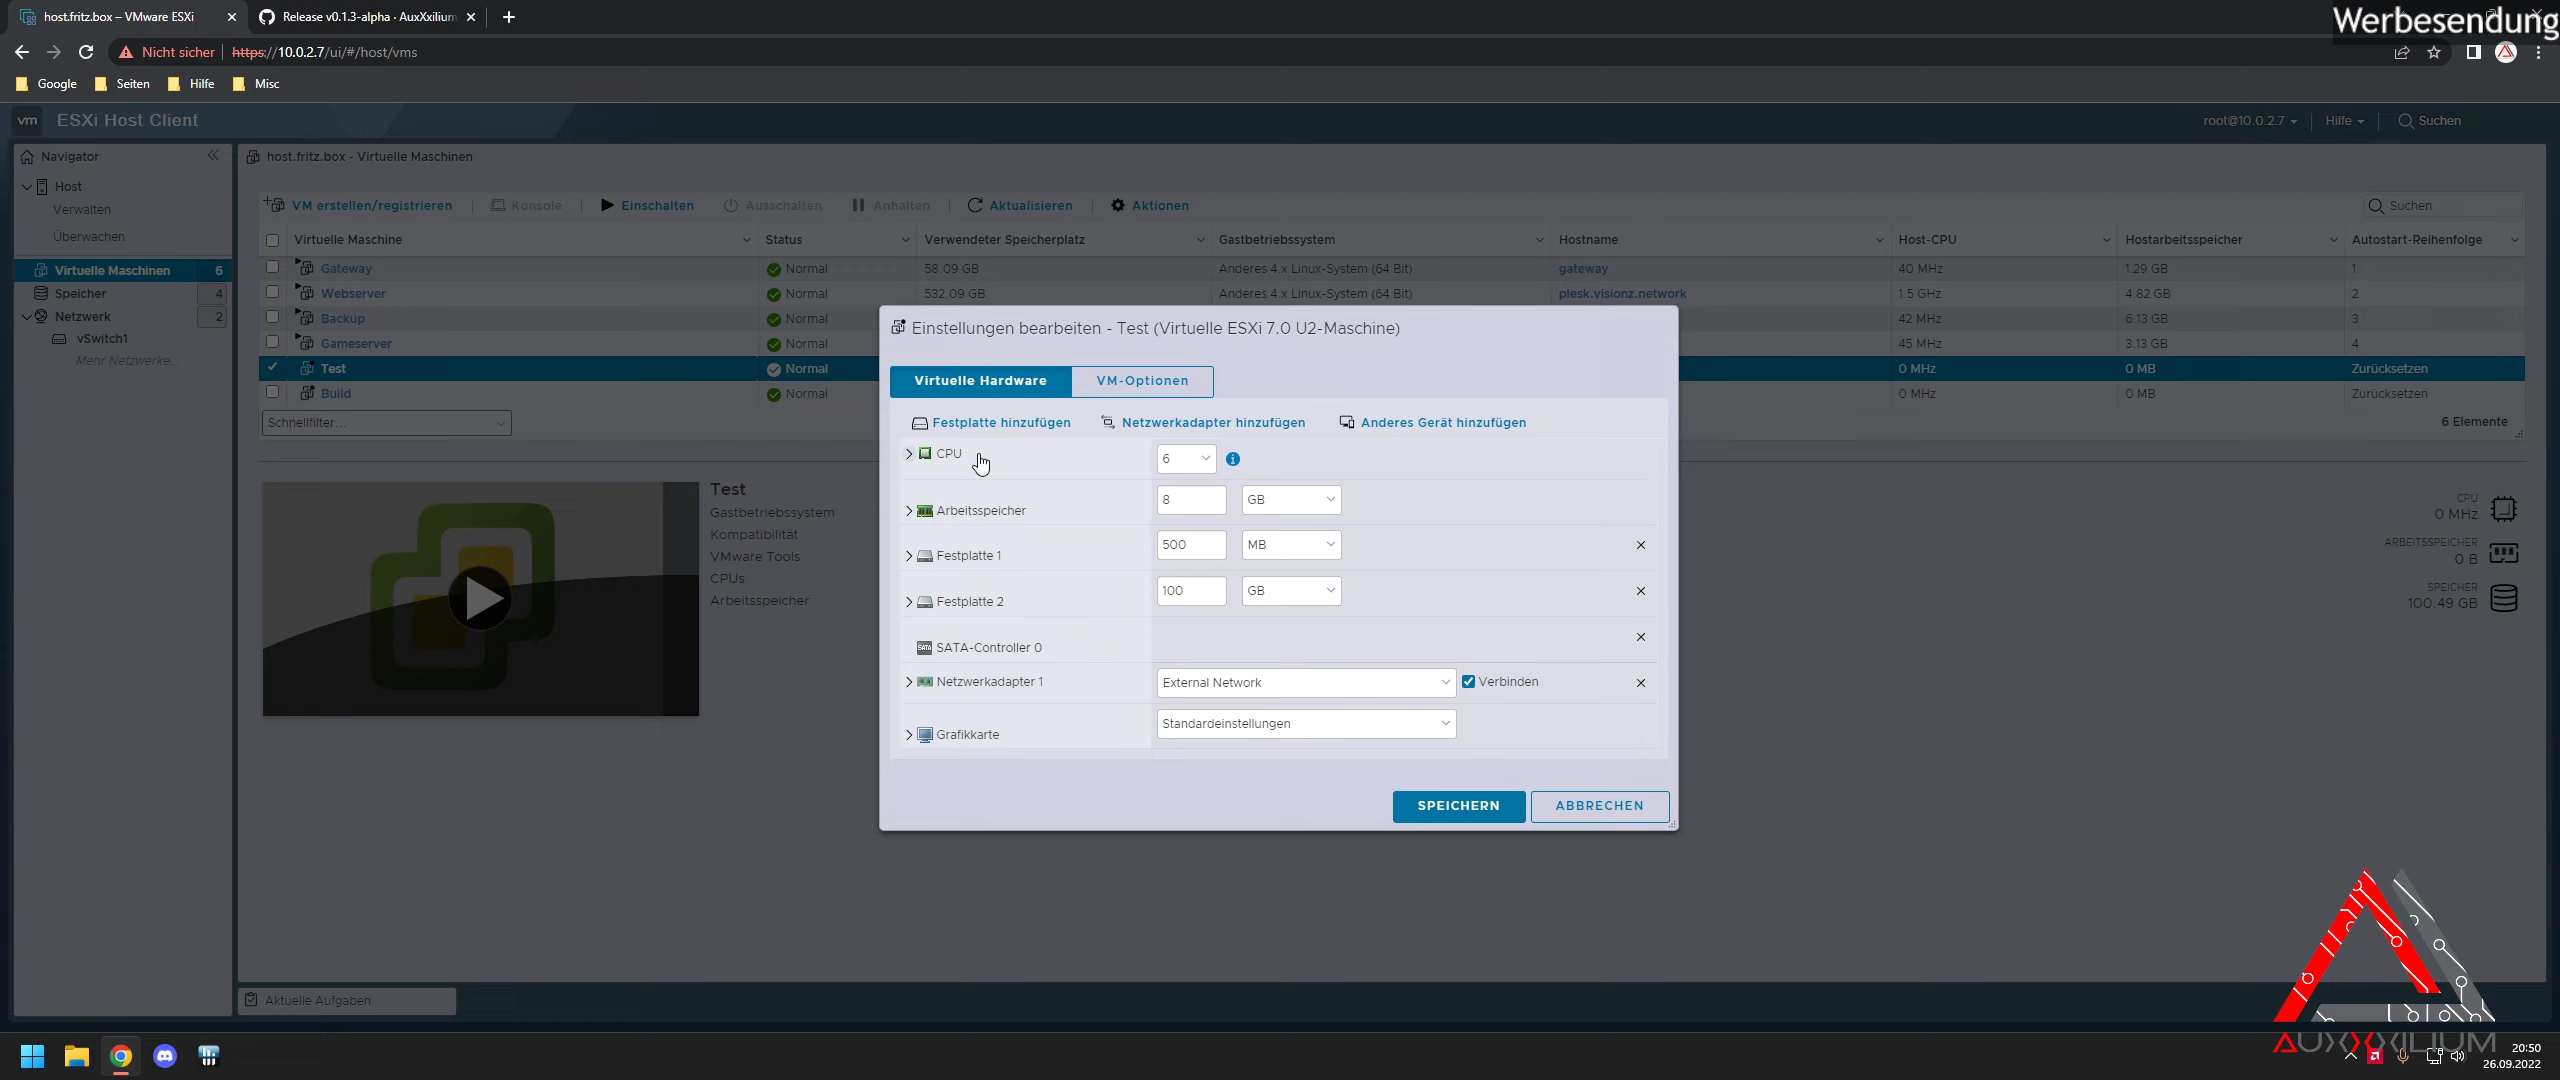 host.fritz.box – VMware ESXi
Release v0.1.3-alpha · AuxXxilium
Werbesendung
Nicht sicher
https://10.0.2.7/ui/#/host/vms
Google
Seiten
Hilfe
Misc
vm
ESXi Host Client
root@10.0.2.7
Hilfe
Suchen
Navigator
Host
Verwalten
Überwachen
Virtuelle Maschinen 6
Speicher 4
Netzwerk 2
vSwitch1
Mehr Netzwerke...
host.fritz.box - Virtuelle Maschinen
VM erstellen/registrieren
Konsole
Einschalten
Ausschalten
Anhalten
Aktualisieren
Aktionen
Suchen
Virtuelle Maschine
Status
Verwendeter Speicherplatz
Gastbetriebssystem
Hostname
Host-CPU
Hostarbeitsspeicher
Autostart-Reihenfolge
Gateway Normal 58.09 GB Anderes 4.x Linux-System (64 Bit) gateway 40 MHz 1.29 GB 1
Webserver Normal 532.09 GB Anderes 4.x Linux-System (64 Bit) plesk.visionz.network 1.5 GHz 4.82 GB 2
Backup Normal 42 MHz 6.13 GB 3
Gameserver Normal 45 MHz 3.13 GB 4
Test Normal 0 MHz 0 MB Zurücksetzen
Build Normal 0 MHz 0 MB Zurücksetzen
Schnellfilter...
6 Elemente
Test
Gastbetriebssystem
Kompatibilität
VMware Tools
CPUs
Arbeitsspeicher
CPU
0 MHz
ARBEITSSPEICHER
0 B
SPEICHER
100.49 GB
Einstellungen bearbeiten - Test (Virtuelle ESXi 7.0 U2-Maschine)
Virtuelle Hardware
VM-Optionen
Festplatte hinzufügen
Netzwerkadapter hinzufügen
Anderes Gerät hinzufügen
CPU 6
Arbeitsspeicher 8 GB
Festplatte 1 500 MB
Festplatte 2 100 GB
SATA-Controller 0
Netzwerkadapter 1 External Network Verbinden
Grafikkarte Standardeinstellungen
SPEICHERN
ABBRECHEN
Aktuelle Aufgaben
AUXXXILIUM
20:50
26.09.2022